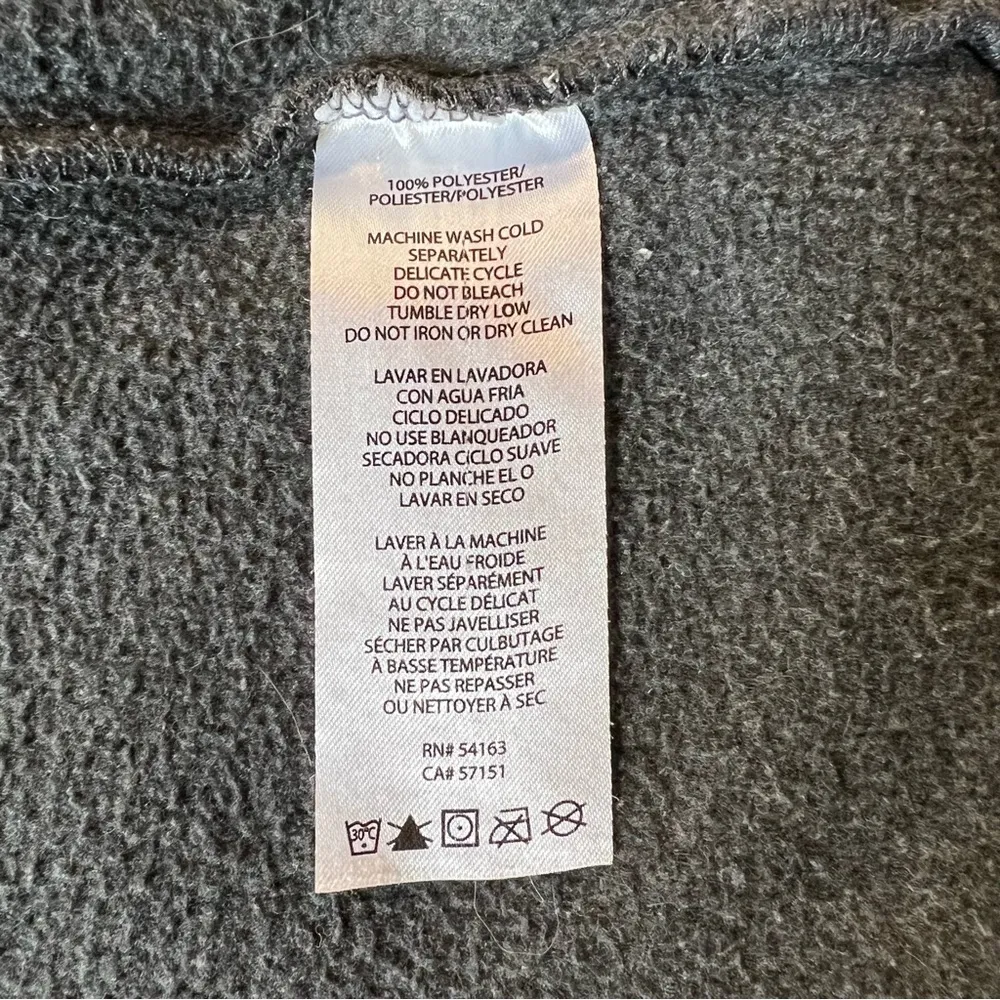 100% POLYESTER/
POLIESTER/POLYESTER
MACHINE WASH COLD
SEPARATELY
DELICATE CYCLE
DO NOT BLEACH
TUMBLE DRY LOW
DO NOT IRON OR DRY CLEAN
LAVAR EN LAVADORA
CON AGUA FRIA
CICLO DELICADO
NO USE BLANQUEADOR
SECADORA CICLO SUAVE
NO PLANCHE EL O
LAVAR EN SECO
LAVER À LA MACHINE
À L'EAU FROIDE
LAVER SÉPARÉMENT
AU CYCLE DÉLICAT
NE PAS JAVELLISER
SÉCHER PAR CULBUTAGE
À BASSE TEMPÉRATURE
NE PAS REPASSER
OU NETTOYER À SEC
RN# 54163
CA# 57151
30°C